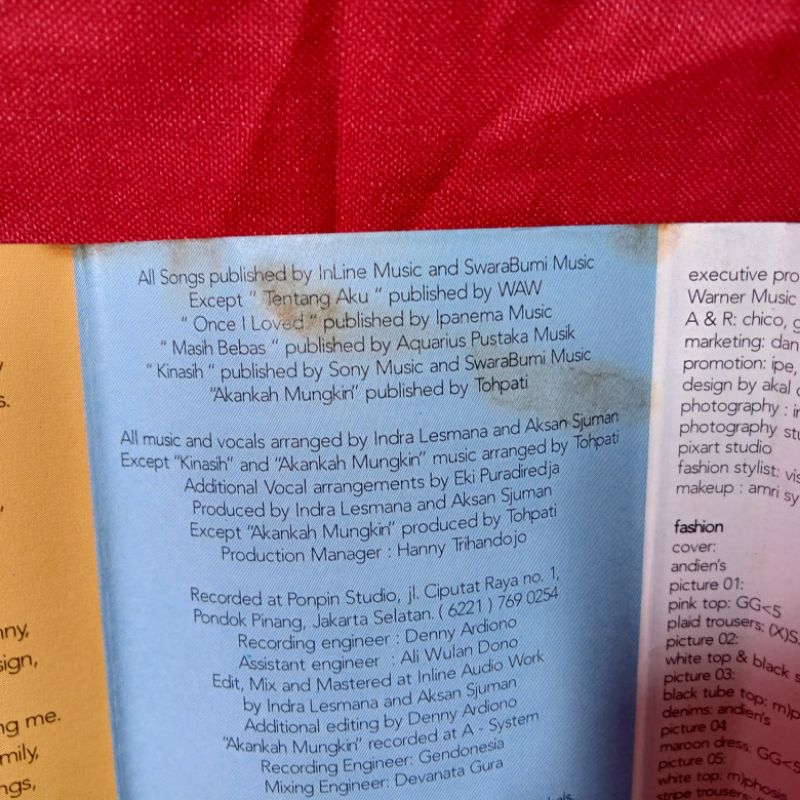 s.
nny,
sign,
ng me.
mily,
ngs,
All Songs published by InLine Music and SwaraBumi Music
Except " Tentang Aku " published by WAW
" Once I Loved " published by Ipanema Music
" Masih Bebas " published by Aquarius Pustaka Musik
" Kinasih " published by Sony Music and SwaraBumi Music
"Akankah Mungkin" published by Tohpati
All music and vocals arranged by Indra Lesmana and Aksan Sjuman
Except "Kinasih" and "Akankah Mungkin" music arranged by Tohpati
Additional Vocal arrangements by Eki Puradiredja
Produced by Indra Lesmana and Aksan Sjuman
Except "Akankah Mungkin" produced by Tohpati
Production Manager : Hanny Trihandojo
Recorded at Ponpin Studio, jl. Ciputat Raya no. 1,
Pondok Pinang, Jakarta Selatan. ( 6221 ) 769 0254
Recording engineer : Denny Ardiono
Assistant engineer : Ali Wulan Dono
Edit, Mix and Mastered at Inline Audio Work
by Indra Lesmana and Aksan Sjuman
Additional editing by Denny Ardiono
"Akankah Mungkin" recorded at A - System
Recording Engineer: Gendonesia
Mixing Engineer: Devanata Gura
executive pro
Warner Music
A & R: chico, g
marketing: dan
promotion: ipe,
design by akal
photography : ir
photography stu
pixart studio
fashion stylist: vis
makeup : amri sy
fashion
cover:
andien's
picture 01:
pink top: GG<5
plaid trousers: (X)S
picture 02:
white top & black s
picture 03:
black tube top: m)p
denims: andien's
picture 04
maroon dress: GG<5
picture 05:
white top: m)phosis
stripe trousers: